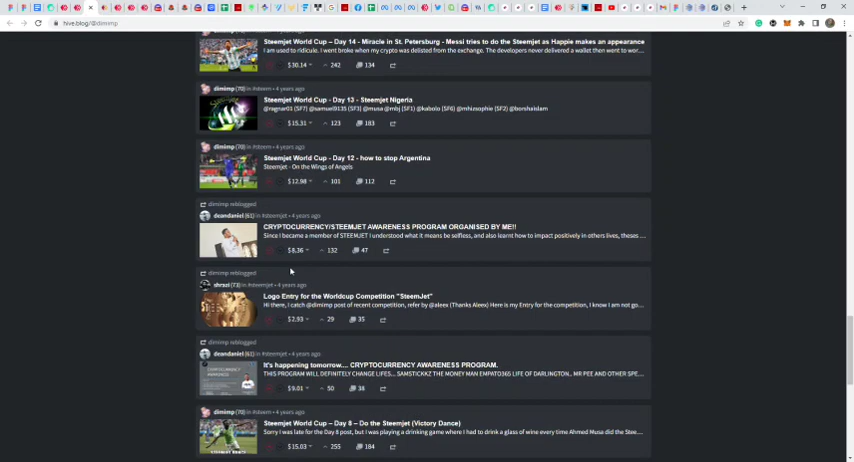 hive.blog/@dimimp
Steemjet World Cup – Day 14 - Miracle in St. Petersburg - Messi tries to do the Steemjet as Happie makes an appearance
I am used to ridicule. I went broke when my crypto was delisted from the exchange. The developers never delivered a wallet then went to wor...
$30.14 242 134
dimimp (70) in #steem • 4 years ago
Steemjet World Cup - Day 13 - Steemjet Nigeria
@ragnar01 (SF7) @samuel9135 (SF3) @musa @mbj (SF1) @kabolo (SF6) @mhizsophie (SF2) @borshaislam
$15.31 123 183
dimimp (70) in #steem • 4 years ago
Steemjet World Cup - Day 12 - how to stop Argentina
Steemjet - On the Wings of Angels
$12.98 101 112
dimimp reblogged
deandaniel (61) in #steemjet • 4 years ago
CRYPTOCURRENCY/STEEMJET AWARENESS PROGRAM ORGANISED BY ME!!
Since I became a member of STEEMJET I understood what it means be selfless, and also learnt how to impact positively in others lives, theses ...
$8.36 132 47
dimimp reblogged
shrazi (73) in #steemjet • 4 years ago
Logo Entry for the Worldcup Competition "SteemJet"
Hi there, I catch @dimimp post of recent competition, refer by @aleex (Thanks Aleex) Here is my Entry for the competition, I know I am not go...
$2.93 29 35
dimimp reblogged
deandaniel (61) in #steemjet • 4 years ago
It's happening tomorrow.... CRYPTOCURRENCY AWARENESS PROGRAM.
THIS PROGRAM WILL DEFINITELY CHANGE LIFES... SAMSTICKZ THE MONEY MAN EMPATO365 LIFE OF DARLINGTON.. MR PEE AND OTHER SPE...
$9.01 50 38
dimimp (70) in #steem • 4 years ago
Steemjet World Cup – Day 8 – Do the Steemjet (Victory Dance)
Sorry I was late for the Day 8 post, but I was playing a drinking game where I had to drink a glass of wine every time Ahmed Musa did the Stee...
$15.03 255 184